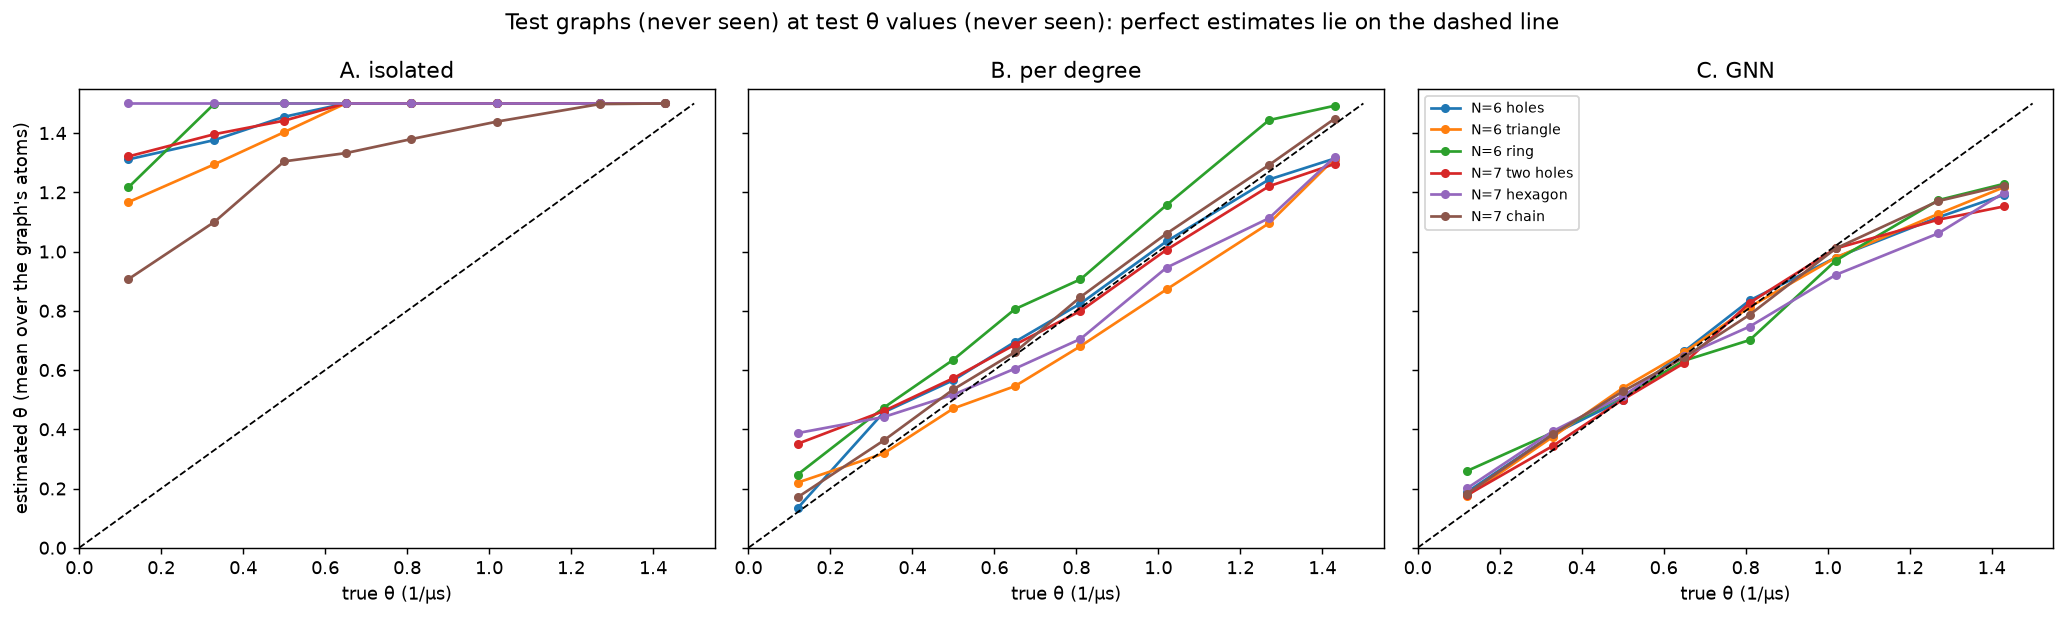 Test graphs (never seen) at test θ values (never seen): perfect estimates lie on the dashed line
A. isolated
B. per degree
C. GNN
estimated θ (mean over the graph's atoms)
1.4
1.2
1.0
0.8
0.6
0.4
0.2
0.0
0.0 0.2 0.4 0.6 0.8 1.0 1.2 1.4
true θ (1/μs)
0.0 0.2 0.4 0.6 0.8 1.0 1.2 1.4
true θ (1/μs)
N=6 holes
N=6 triangle
N=6 ring
N=7 two holes
N=7 hexagon
N=7 chain
0.0 0.2 0.4 0.6 0.8 1.0 1.2 1.4
true θ (1/μs)